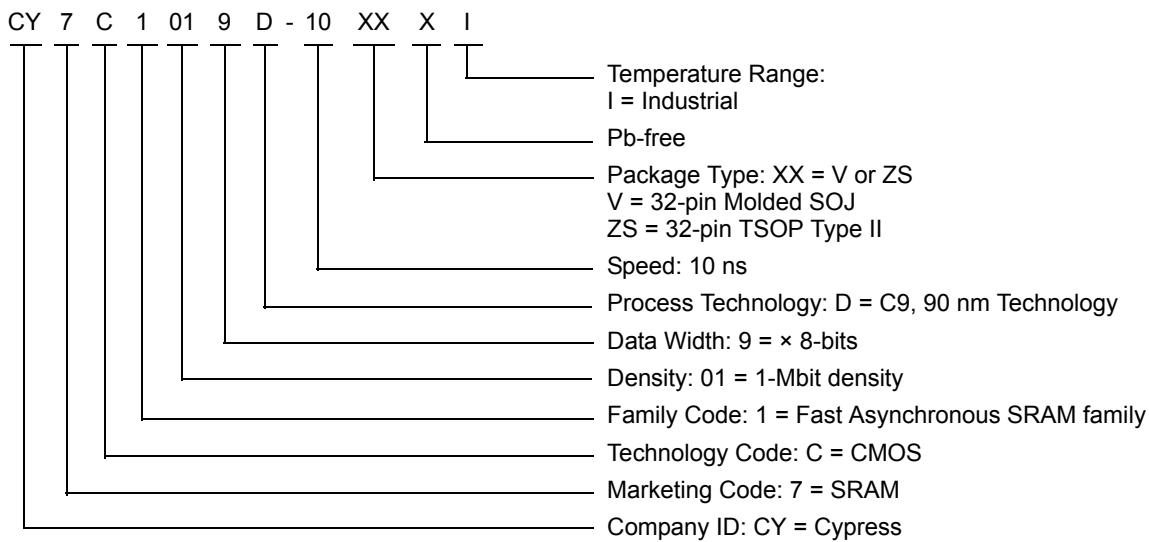 CY 7 C 1 01 9 D - 10 XX X I
Temperature Range:
I = Industrial
Pb-free
Package Type: XX = V or ZS
V = 32-pin Molded SOJ
ZS = 32-pin TSOP Type II
Speed: 10 ns
Process Technology: D = C9, 90 nm Technology
Data Width: 9 = × 8-bits
Density: 01 = 1-Mbit density
Family Code: 1 = Fast Asynchronous SRAM family
Technology Code: C = CMOS
Marketing Code: 7 = SRAM
Company ID: CY = Cypress